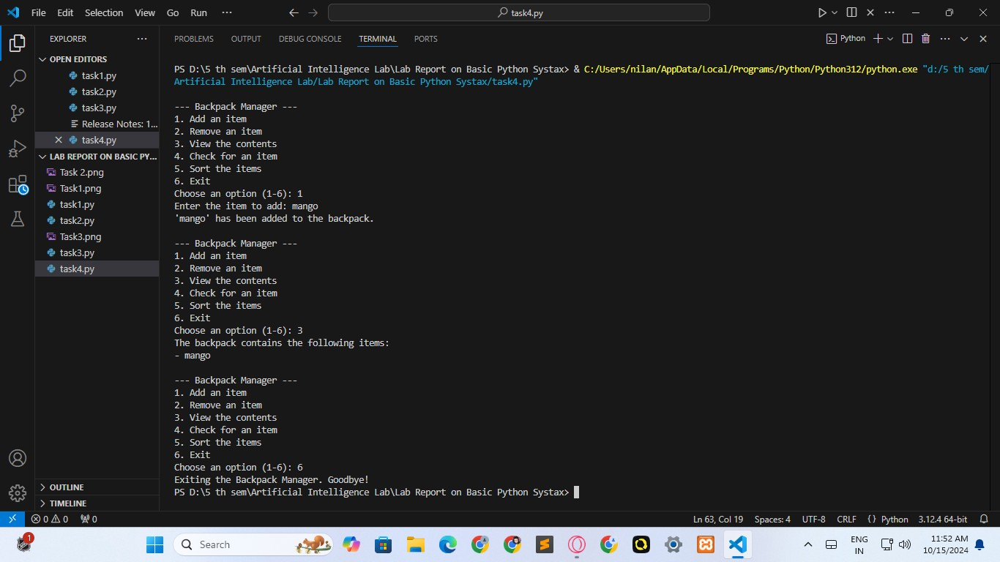 File Edit Selection View Go Run ···
task4.py
EXPLORER ···
OPEN EDITORS
task1.py
task2.py
task3.py
Release Notes: 1...
task4.py
LAB REPORT ON BASIC PY...
Task 2.png
Task1.png
task1.py
task2.py
Task3.png
task3.py
task4.py
OUTLINE
TIMELINE
PROBLEMS OUTPUT DEBUG CONSOLE TERMINAL PORTS
Python
PS D:\5 th sem\Artificial Intelligence Lab\Lab Report on Basic Python Systax> & C:/Users/nilan/AppData/Local/Programs/Python/Python312/python.exe "d:/5 th sem/
Artificial Intelligence Lab/Lab Report on Basic Python Systax/task4.py"
--- Backpack Manager ---
1. Add an item
2. Remove an item
3. View the contents
4. Check for an item
5. Sort the items
6. Exit
Choose an option (1-6): 1
Enter the item to add: mango
'mango' has been added to the backpack.
--- Backpack Manager ---
1. Add an item
2. Remove an item
3. View the contents
4. Check for an item
5. Sort the items
6. Exit
Choose an option (1-6): 3
The backpack contains the following items:
- mango
--- Backpack Manager ---
1. Add an item
2. Remove an item
3. View the contents
4. Check for an item
5. Sort the items
6. Exit
Choose an option (1-6): 6
Exiting the Backpack Manager. Goodbye!
PS D:\5 th sem\Artificial Intelligence Lab\Lab Report on Basic Python Systax>
0 0 0 Ln 63, Col 19 Spaces: 4 UTF-8 CRLF {} Python 3.12.4 64-bit
1 Search
ENG
IN
11:52 AM
10/15/2024